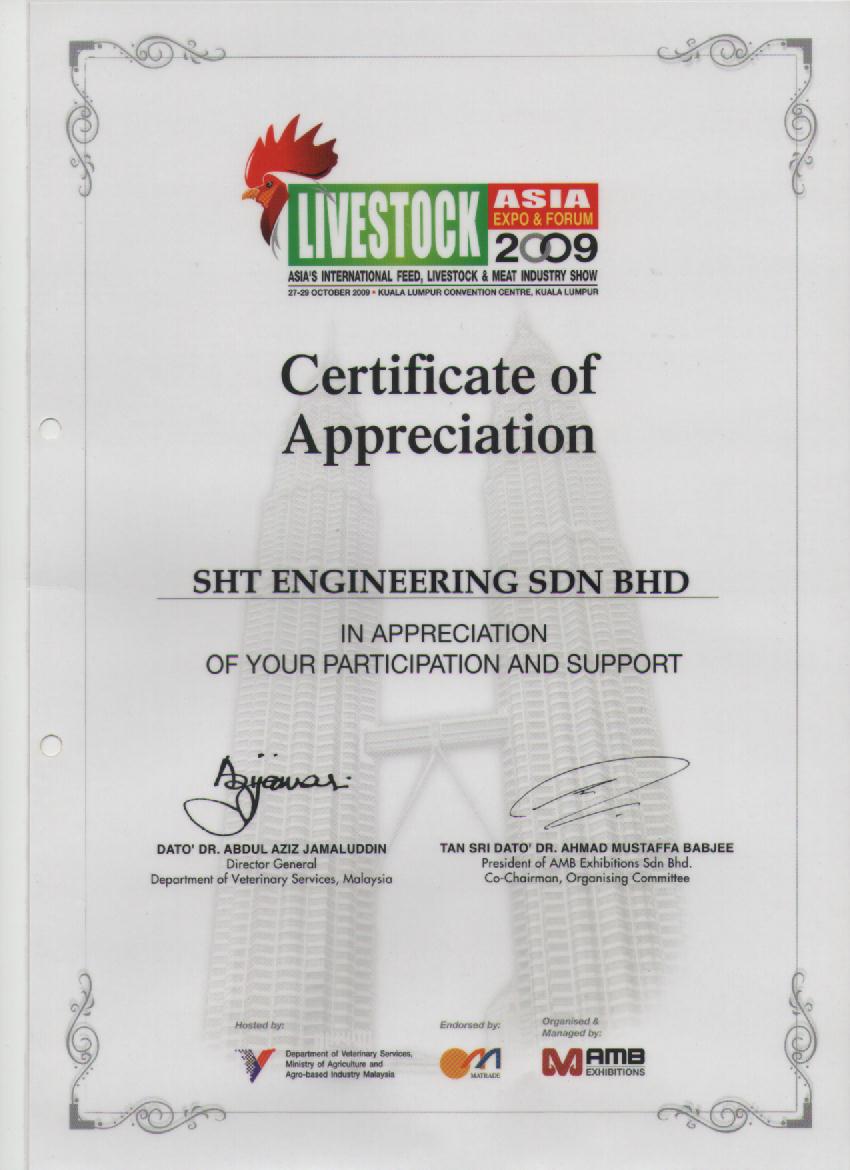 LIVESTOCK
ASIA
EXPO & FORUM
2009
ASIA'S INTERNATIONAL FEED, LIVESTOCK & MEAT INDUSTRY SHOW
27-29 OCTOBER 2009 • KUALA LUMPUR CONVENTION CENTRE, KUALA LUMPUR
Certificate of
Appreciation
SHT ENGINEERING SDN BHD
IN APPRECIATION
OF YOUR PARTICIPATION AND SUPPORT
DATO' DR. ABDUL AZIZ JAMALUDDIN
Director General
Department of Veterinary Services, Malaysia
TAN SRI DATO' DR. AHMAD MUSTAFFA BABJEE
President of AMB Exhibitions Sdn Bhd.
Co-Chairman, Organising Committee
Hosted by:
Department of Veterinary Services,
Ministry of Agriculture and
Agro-based Industry Malaysia
Endorsed by:
MATRADE
Organised &
Managed by:
AMB
EXHIBITIONS